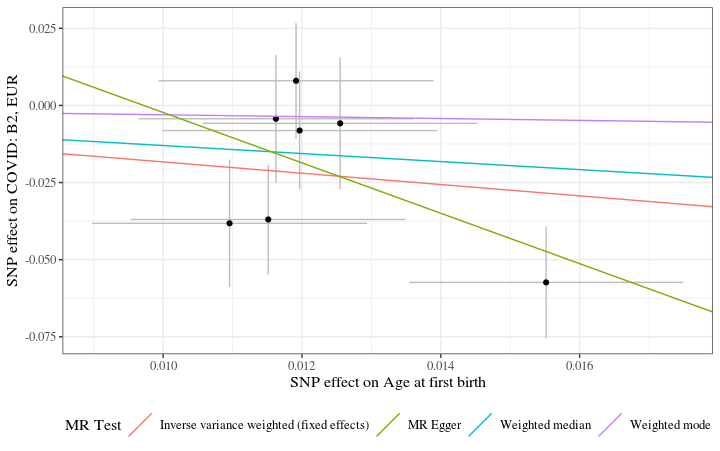 0.025
0.000
-0.025
-0.050
-0.075
SNP effect on COVID: B2, EUR
0.010 0.012 0.014 0.016
SNP effect on Age at first birth
MR Test Inverse variance weighted (fixed effects) MR Egger Weighted median Weighted mode